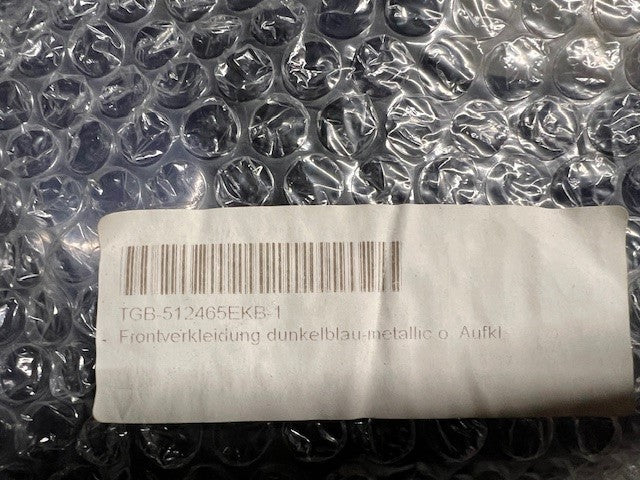 TGB-512465EKB-1
Frontverkleidung dunkelblau-metallic o. Aufkl-